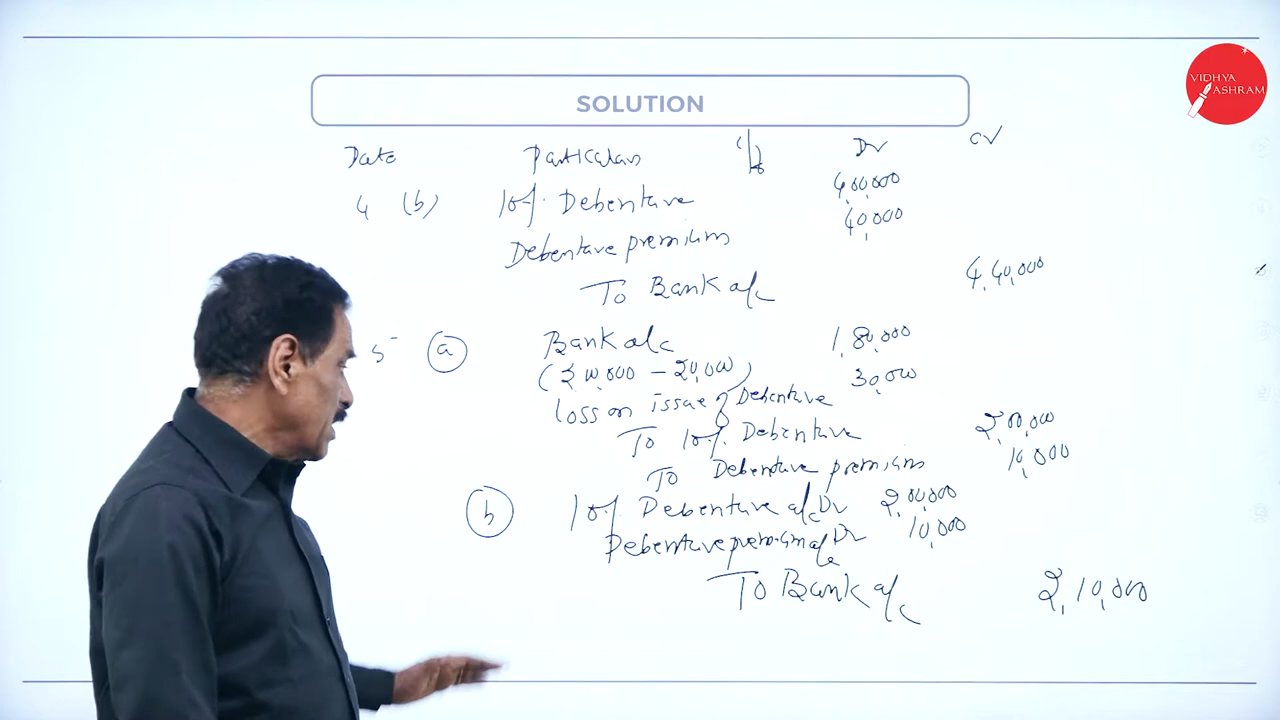 VIDHYA
ASHRAM
SOLUTION
Date Particulars Dr Cr
4 (b) 10% Debenture 4,00,000
Debenture premium 40,000
To Bank a/c 4,40,000
5 (a) Bank a/c 1,80,000
(2,00,000 - 20,000) 30,000
loss on issue of Debenture
To 10% Debenture 2,00,000
To Debenture premium 10,000
(b) 10% Debenture a/c Dr 2,00,000
Debenture premium a/c Dr 10,000
To Bank a/c 2,10,000